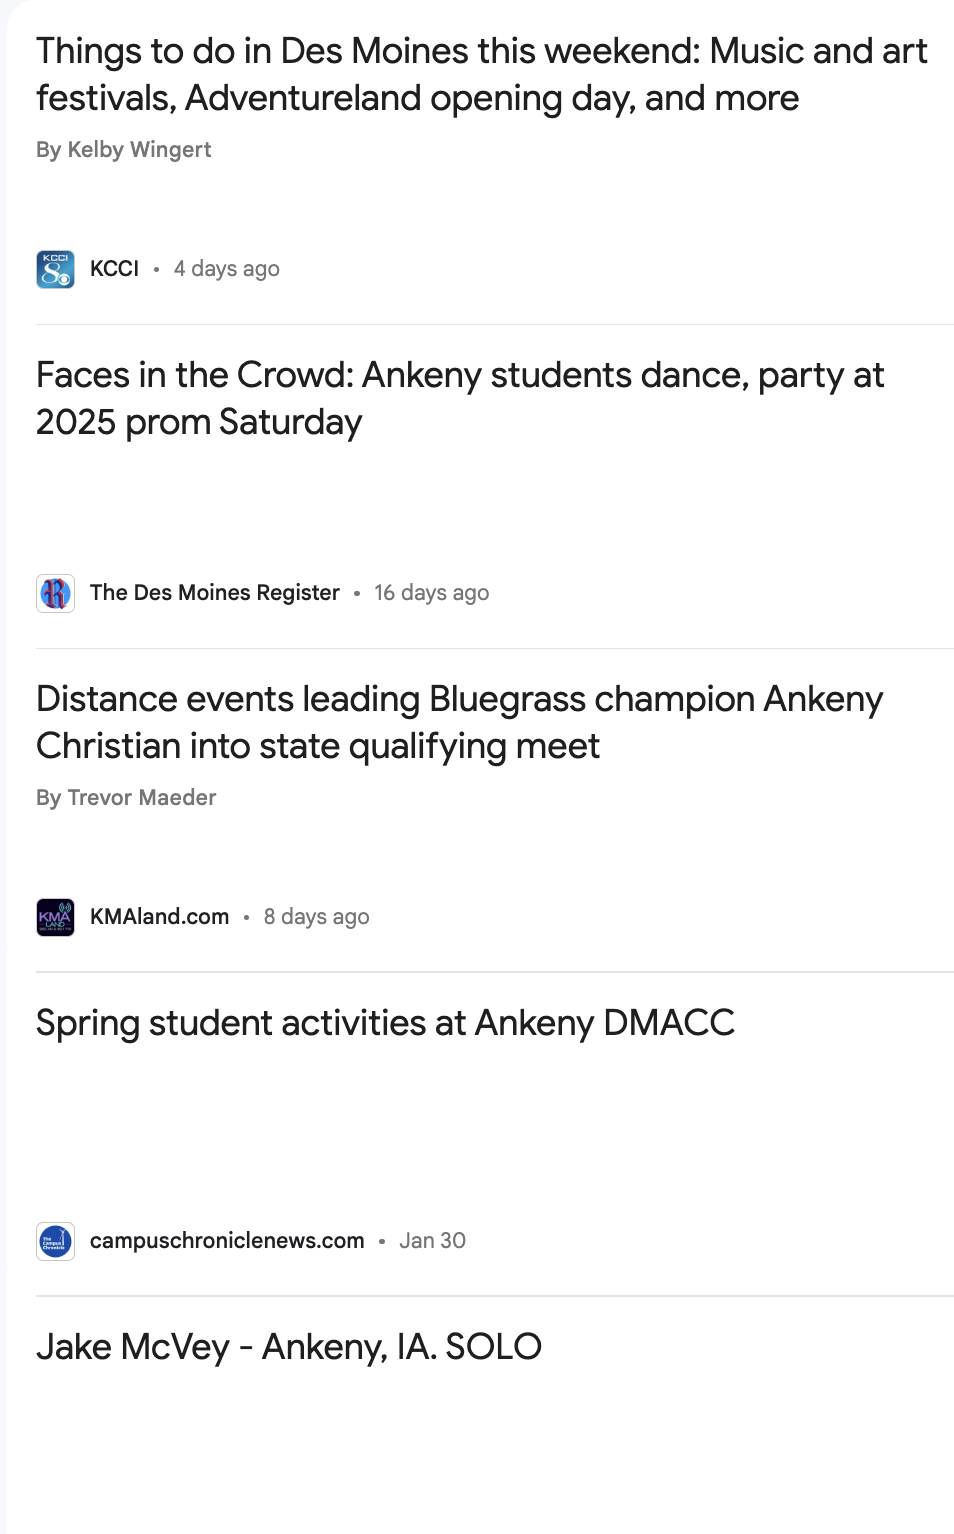 Things to do in Des Moines this weekend: Music and art
festivals, Adventureland opening day, and more
By Kelby Wingert
KCCI
8
KCCI • 4 days ago
Faces in the Crowd: Ankeny students dance, party at
2025 prom Saturday
R
The Des Moines Register • 16 days ago
Distance events leading Bluegrass champion Ankeny
Christian into state qualifying meet
By Trevor Maeder
KMA
LAND
KMAland.com • 8 days ago
Spring student activities at Ankeny DMACC
The
Campus
Chronicle
campuschroniclenews.com • Jan 30
Jake McVey - Ankeny, IA. SOLO